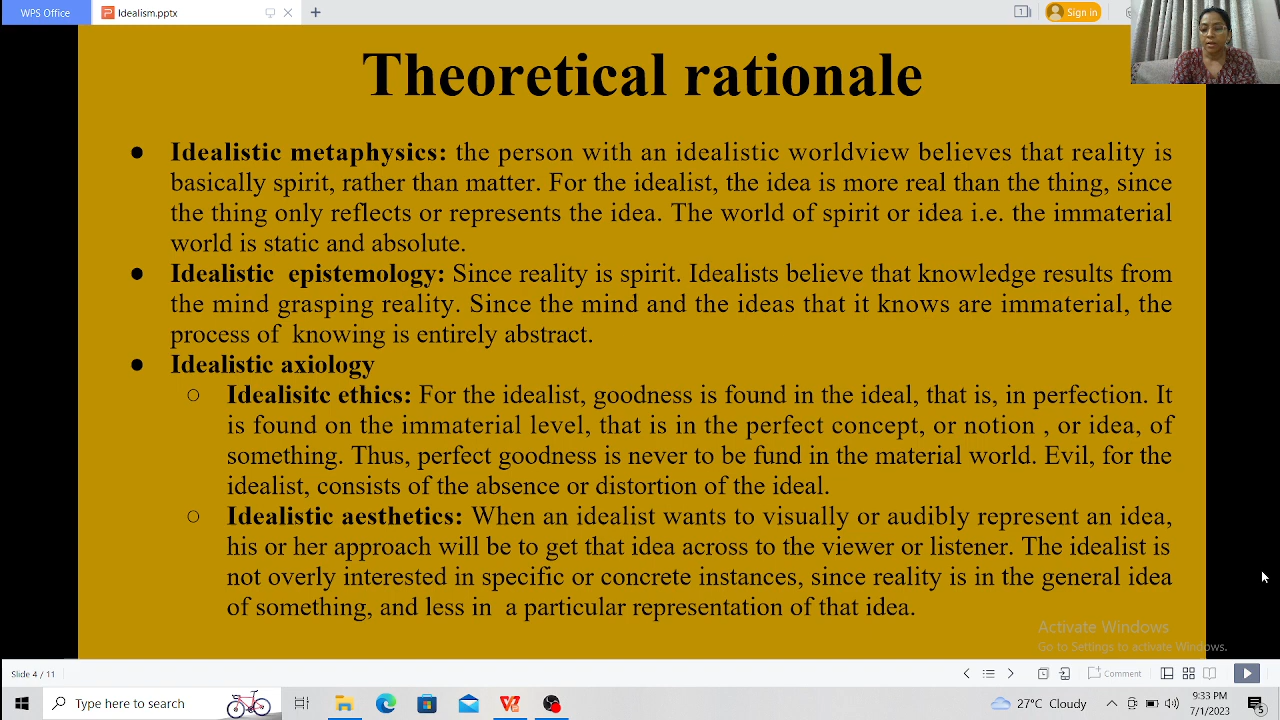 WPS Office
Idealism.pptx
+
Sign in
Theoretical rationale
● Idealistic metaphysics: the person with an idealistic worldview believes that reality is
basically spirit, rather than matter. For the idealist, the idea is more real than the thing, since
the thing only reflects or represents the idea. The world of spirit or idea i.e. the immaterial
world is static and absolute.
● Idealistic epistemology: Since reality is spirit. Idealists believe that knowledge results from
the mind grasping reality. Since the mind and the ideas that it knows are immaterial, the
process of knowing is entirely abstract.
● Idealistic axiology
○ Idealisitc ethics: For the idealist, goodness is found in the ideal, that is, in perfection. It
is found on the immaterial level, that is in the perfect concept, or notion , or idea, of
something. Thus, perfect goodness is never to be fund in the material world. Evil, for the
idealist, consists of the absence or distortion of the ideal.
○ Idealistic aesthetics: When an idealist wants to visually or audibly represent an idea,
his or her approach will be to get that idea across to the viewer or listener. The idealist is
not overly interested in specific or concrete instances, since reality is in the general idea
of something, and less in a particular representation of that idea.
Activate Windows
Go to Settings to activate Windows.
Slide 4 / 11
Comment
Type here to search
27°C Cloudy
9:33 PM
7/1/2023
5